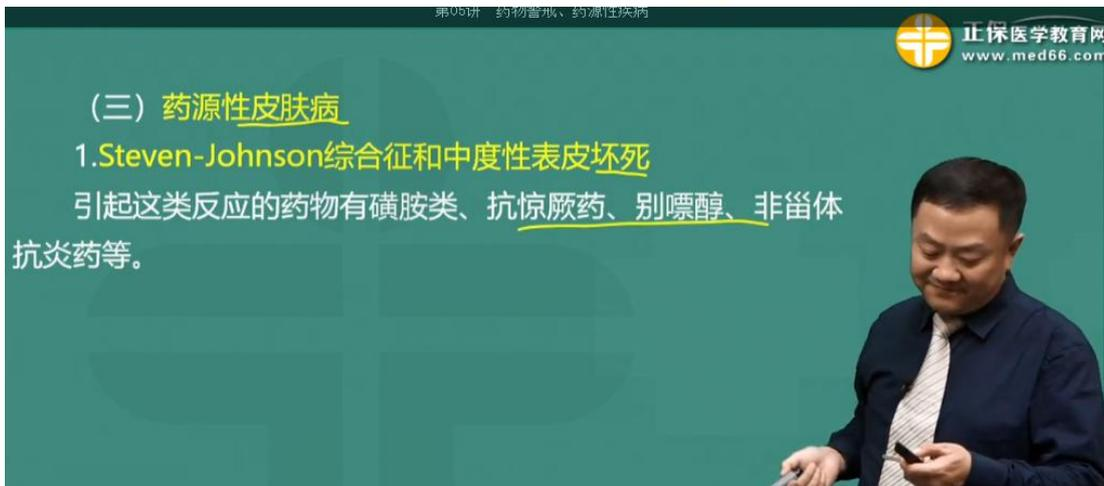 第05讲 药物警戒、药源性疾病
正保医学教育网
www.med66.com
（三）药源性皮肤病
1.Steven-Johnson综合征和中度性表皮坏死
引起这类反应的药物有磺胺类、抗惊厥药、别嘌醇、非甾体
抗炎药等。